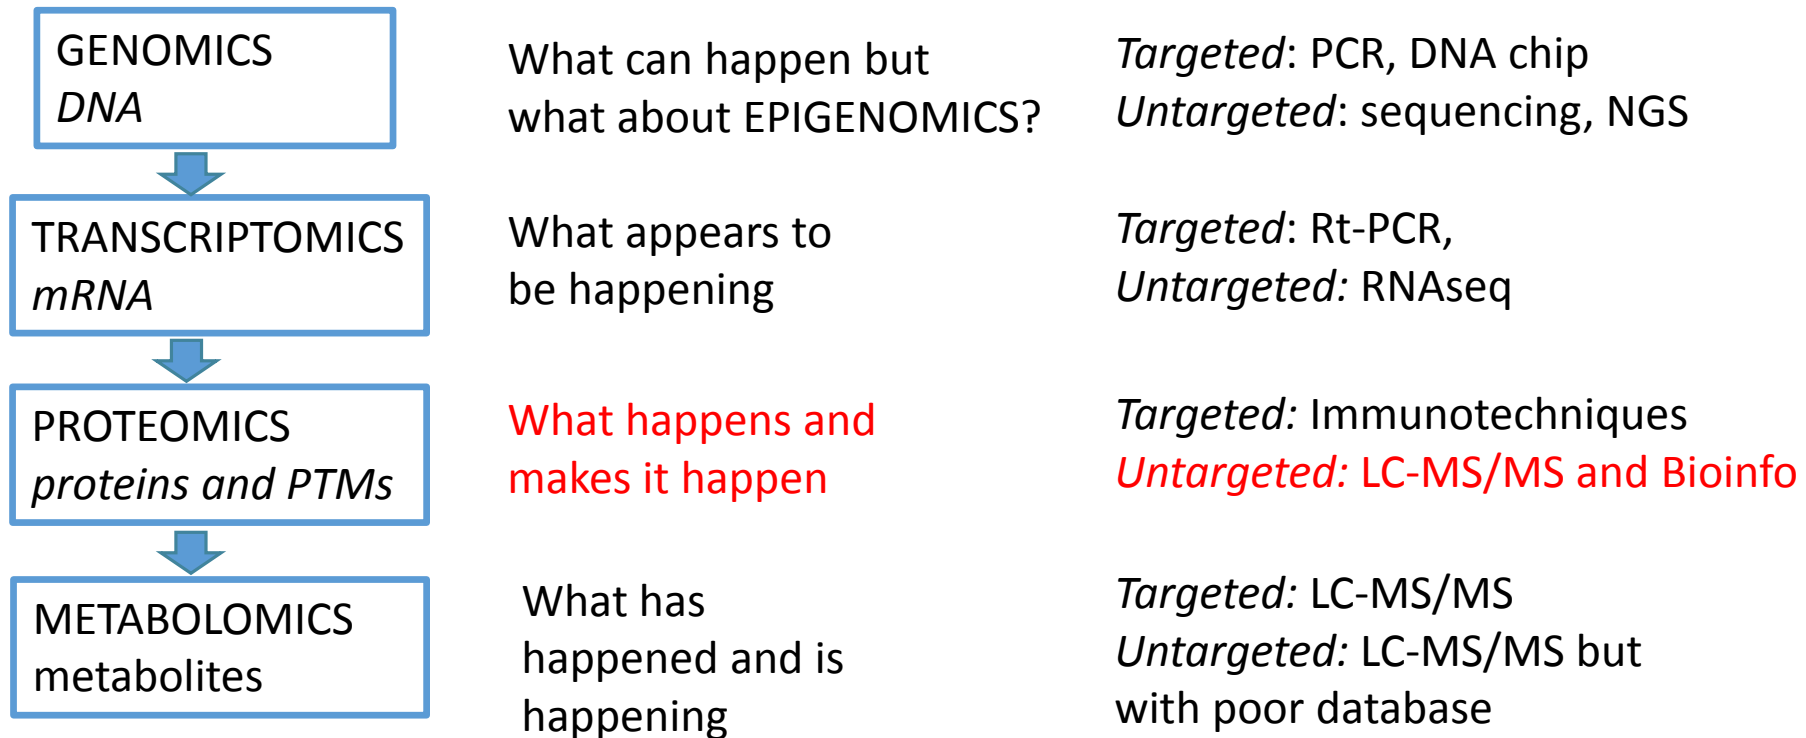 GENOMICS
DNA
What can happen but
what about EPIGENOMICS?
Targeted: PCR, DNA chip
Untargeted: sequencing, NGS
TRANSCRIPTOMICS
mRNA
What appears to
be happening
Targeted: Rt-PCR,
Untargeted: RNAseq
PROTEOMICS
proteins and PTMs
What happens and
makes it happen
Targeted: Immunotechniques
Untargeted: LC-MS/MS and Bioinfo
METABOLOMICS
metabolites
What has
happened and is
happening
Targeted: LC-MS/MS
Untargeted: LC-MS/MS but
with poor database